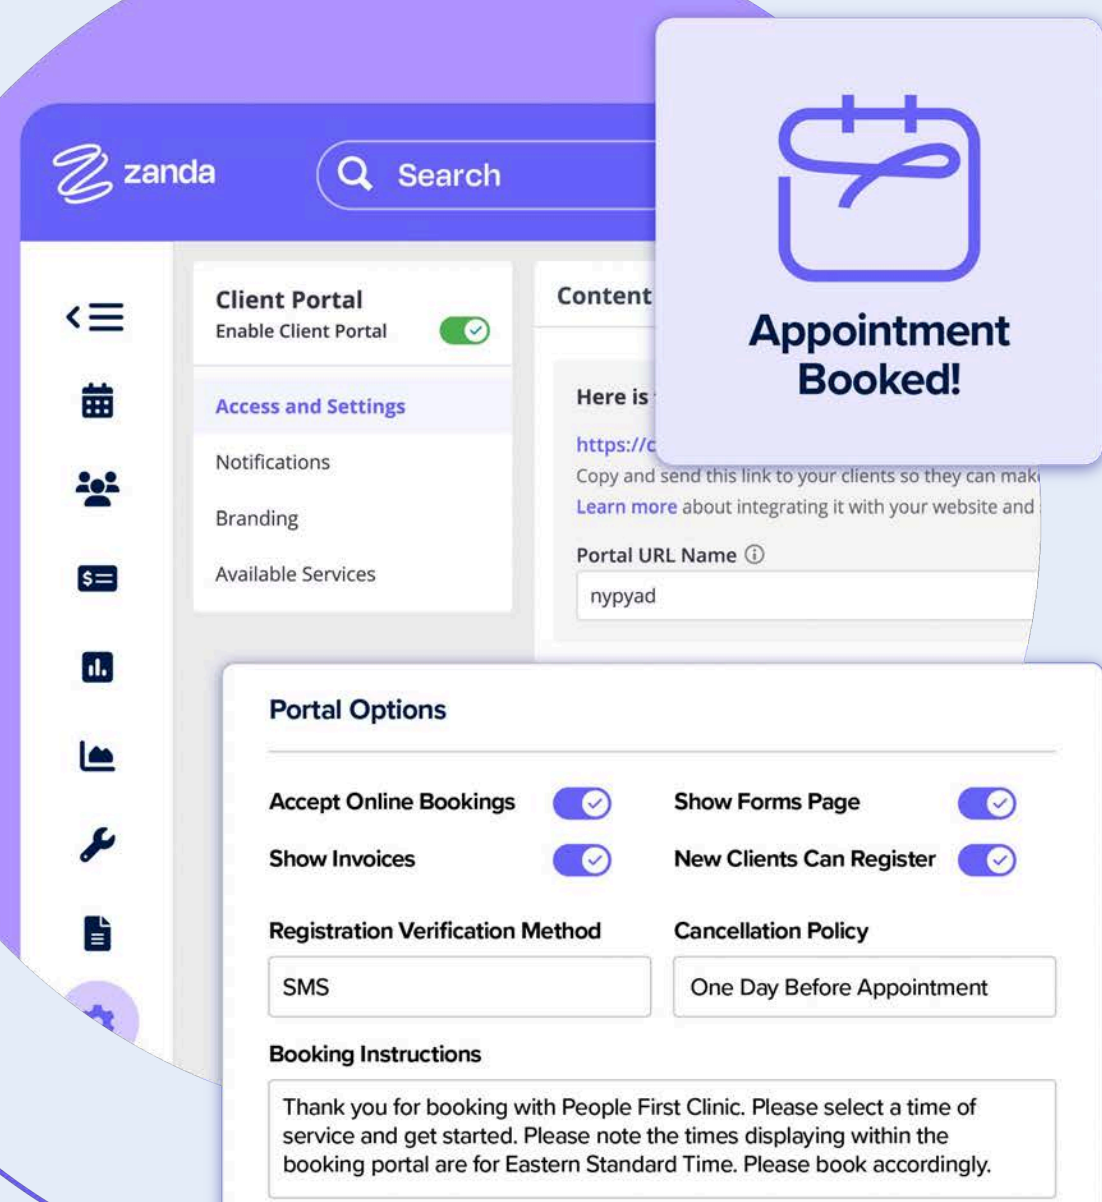 zanda
Search
Appointment
Booked!
Client Portal
Enable Client Portal
Access and Settings
Notifications
Branding
Available Services
Content
Here is
https://c
Copy and send this link to your clients so they can mak
Learn more about integrating it with your website and
Portal URL Name
nypyad
Portal Options
Accept Online Bookings
Show Forms Page
Show Invoices
New Clients Can Register
Registration Verification Method
Cancellation Policy
SMS
One Day Before Appointment
Booking Instructions
Thank you for booking with People First Clinic. Please select a time of
service and get started. Please note the times displaying within the
booking portal are for Eastern Standard Time. Please book accordingly.